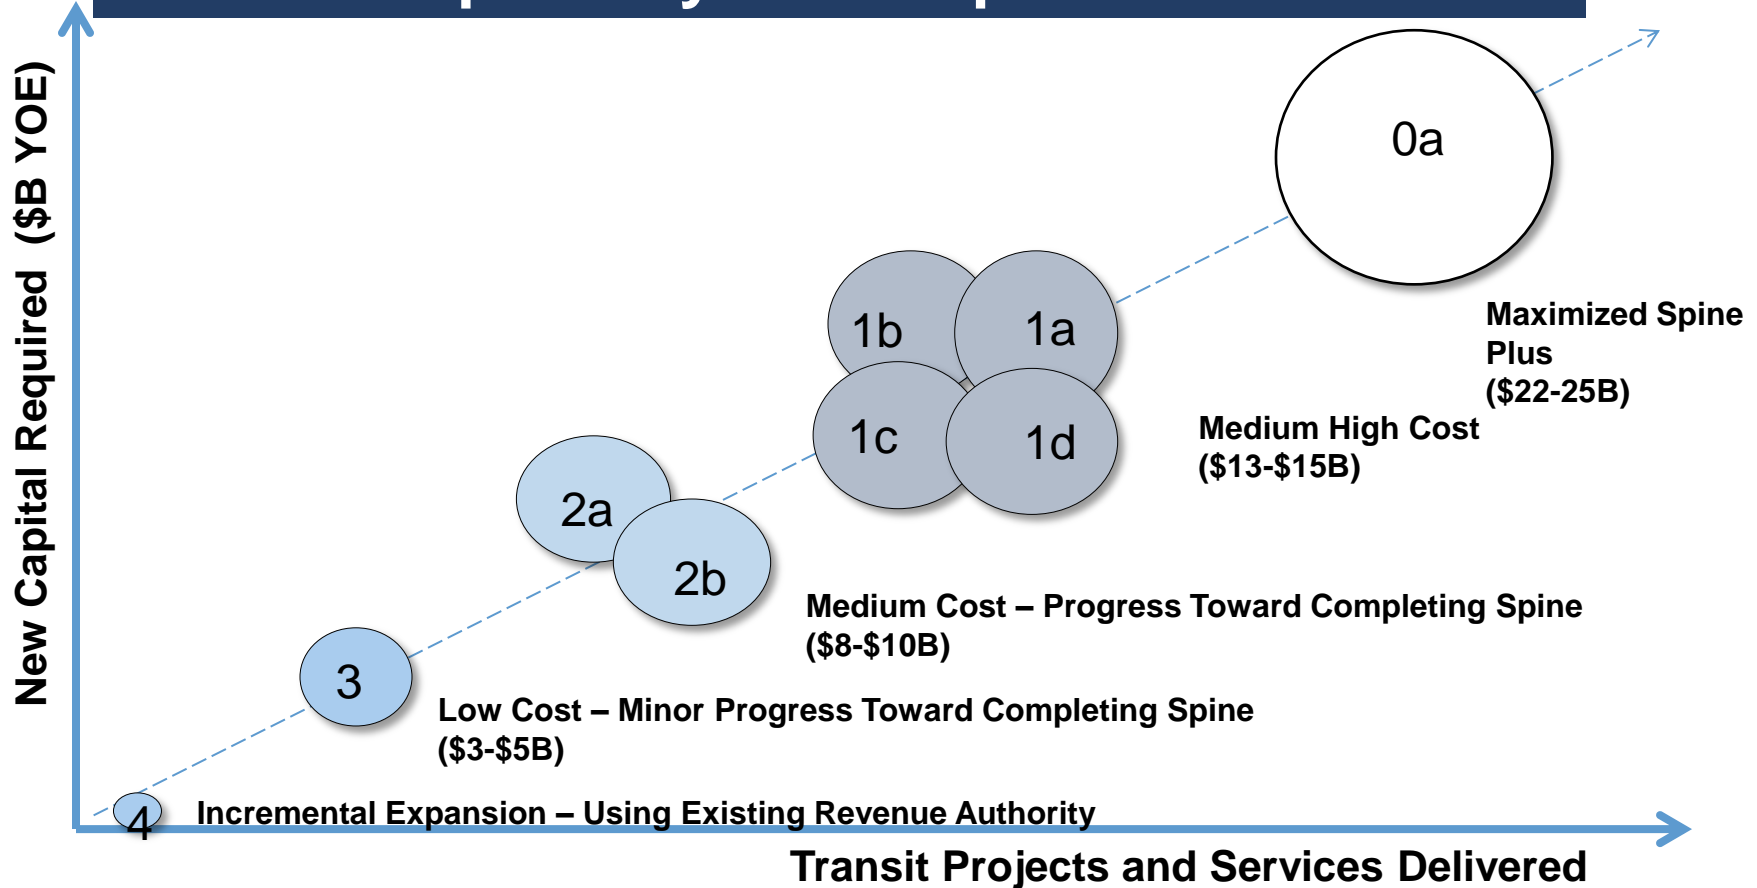 New Capital Required ($B YOE)
0a
1b
1a
Maximized Spine
Plus
($22-25B)
1c
1d
Medium High Cost
($13-$15B)
2a
2b
Medium Cost – Progress Toward Completing Spine
($8-$10B)
3
Low Cost – Minor Progress Toward Completing Spine
($3-$5B)
4
Incremental Expansion – Using Existing Revenue Authority
Transit Projects and Services Delivered